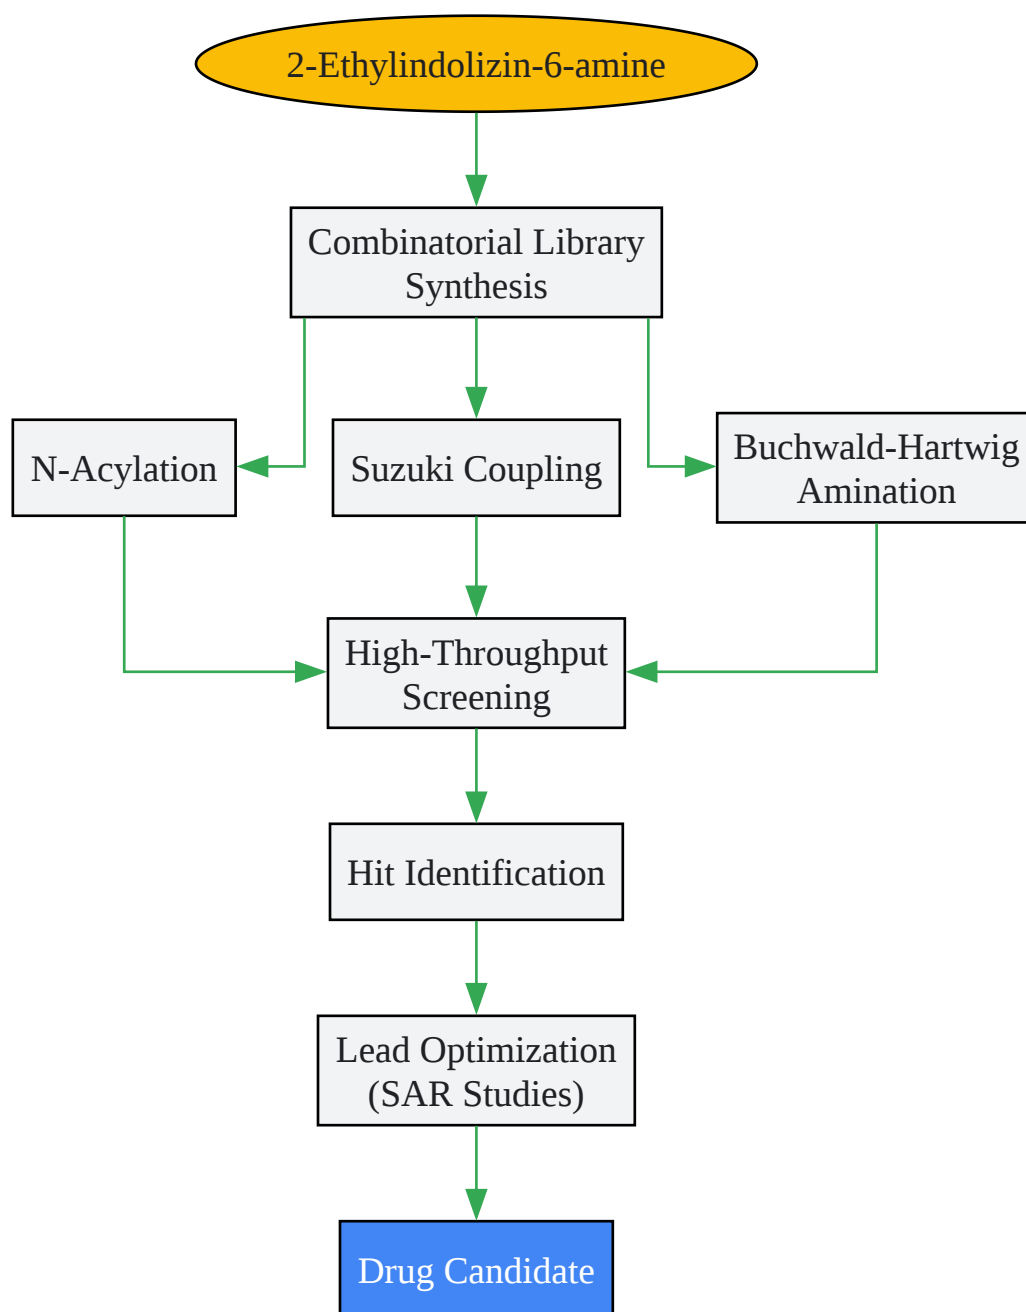 2-Ethylindolizin-6-amine
Combinatorial Library
Synthesis
N-Acylation
Suzuki Coupling
Buchwald-Hartwig
Amination
High-Throughput
Screening
Hit Identification
Lead Optimization
(SAR Studies)
Drug Candidate